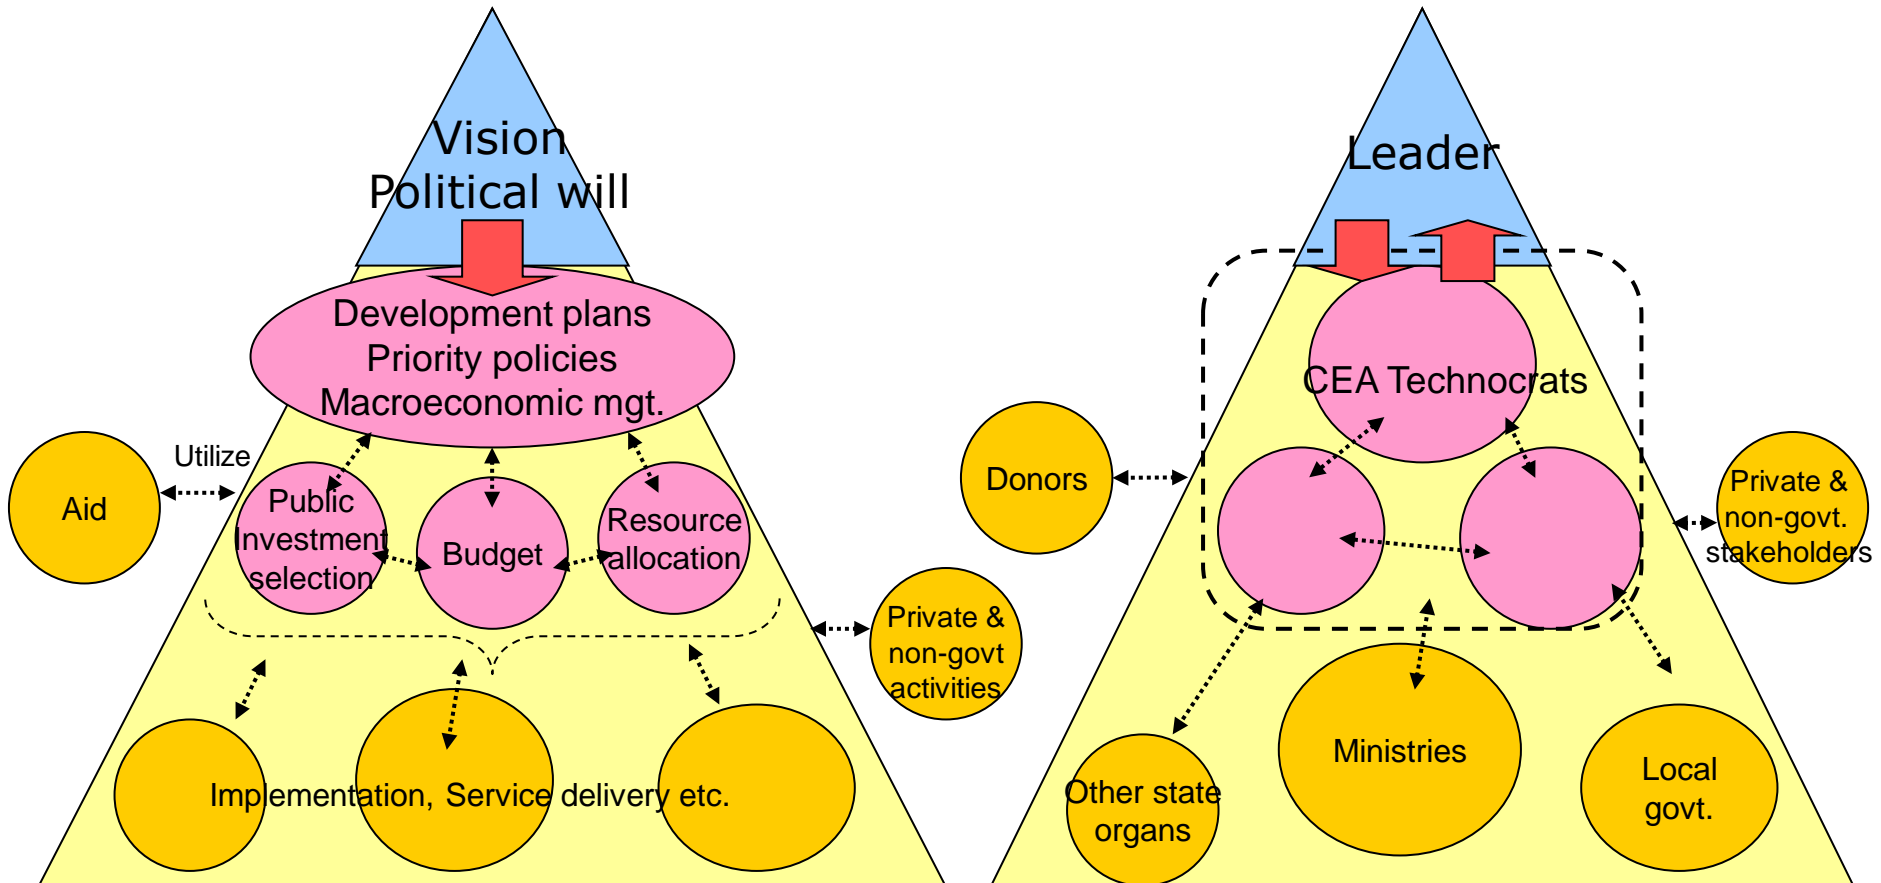 Vision
Political will
Development plans
Priority policies
Macroeconomic mgt.
Utilize
Aid
Public
Investment
selection
Budget
Resource
allocation
Private &
non-govt
activities
Implementation, Service delivery etc.
Leader
CEA Technocrats
Donors
Private &
non-govt.
stakeholders
Ministries
Other state
organs
Local
govt.